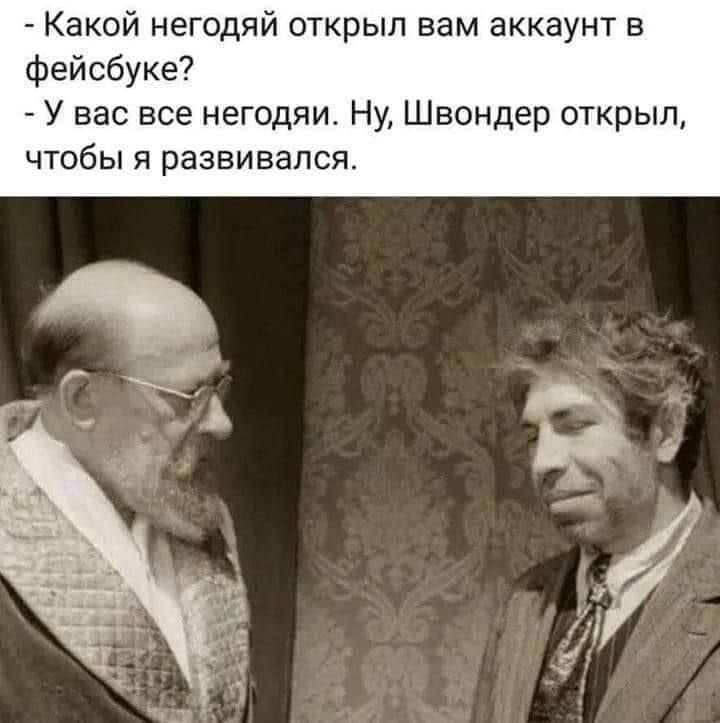 - Какой негодяй открыл вам аккаунт в
фейсбуке?
- У вас все негодяи. Ну, Швондер открыл,
чтобы я развивался.